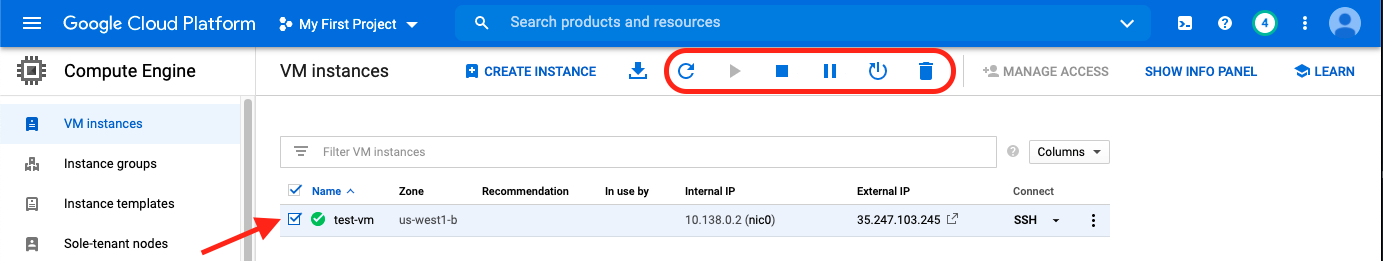 Google Cloud Platform My First Project Search products and resources 4
Compute Engine VM instances CREATE INSTANCE MANAGE ACCESS SHOW INFO PANEL LEARN
VM instances
Instance groups
Instance templates
Sole-tenant nodes
Filter VM instances Columns
Name Zone Recommendation In use by Internal IP External IP Connect
test-vm us-west1-b 10.138.0.2 (nic0) 35.247.103.245 SSH